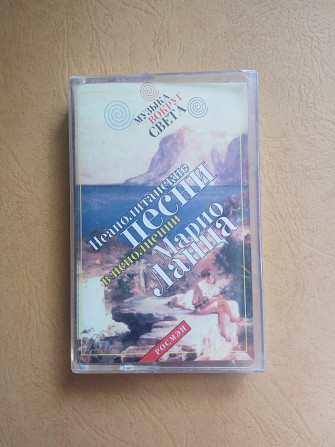 МУЗЫКА
ВОКРУГ
СВЕТА
Неаполитанские
песни
в исполнении
Марио
Ланца
РОСМЭН